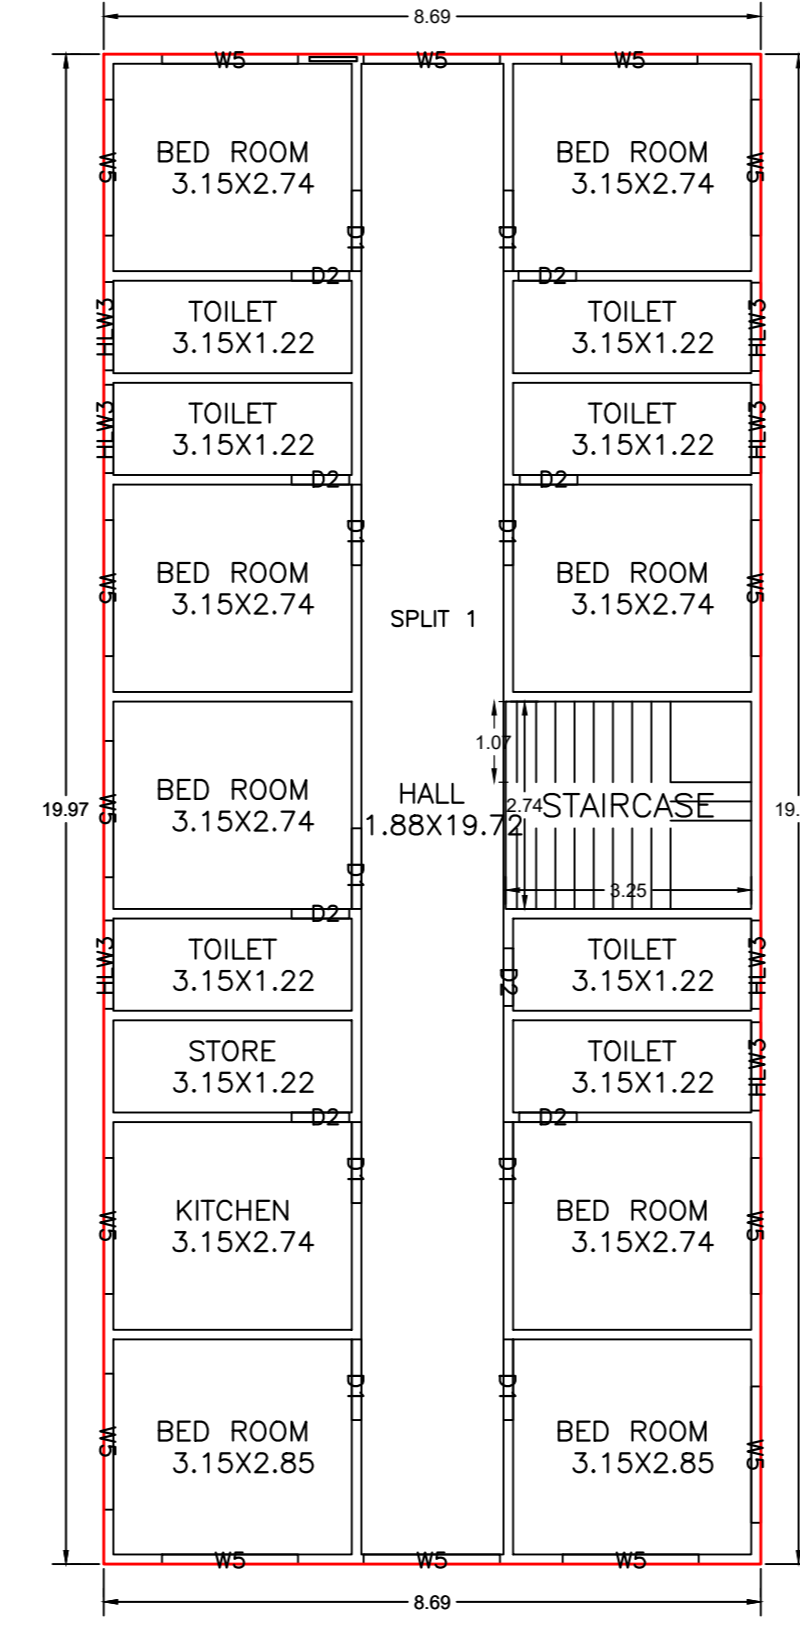 8.69
W5 W5 W5
BED ROOM
3.15X2.74
BED ROOM
3.15X2.74
W5
W5
D1
D1
D2
D2
TOILET
3.15X1.22
TOILET
3.15X1.22
HLW3
HLW3
TOILET
3.15X1.22
TOILET
3.15X1.22
HLW3
HLW3
D2
D2
D1
D1
BED ROOM
3.15X2.74
BED ROOM
3.15X2.74
W5
W5
SPLIT 1
1.07
BED ROOM
3.15X2.74
W5
HALL
1.88X19.72
2.74
STAIRCASE
19.97
19.
3.25
D1
D2
TOILET
3.15X1.22
TOILET
3.15X1.22
HLW3
HLW3
D2
STORE
3.15X1.22
TOILET
3.15X1.22
HLW3
D2
D2
D1
D1
KITCHEN
3.15X2.74
BED ROOM
3.15X2.74
W5
W5
D1
D1
BED ROOM
3.15X2.85
BED ROOM
3.15X2.85
W5
W5
W5 W5 W5
8.69